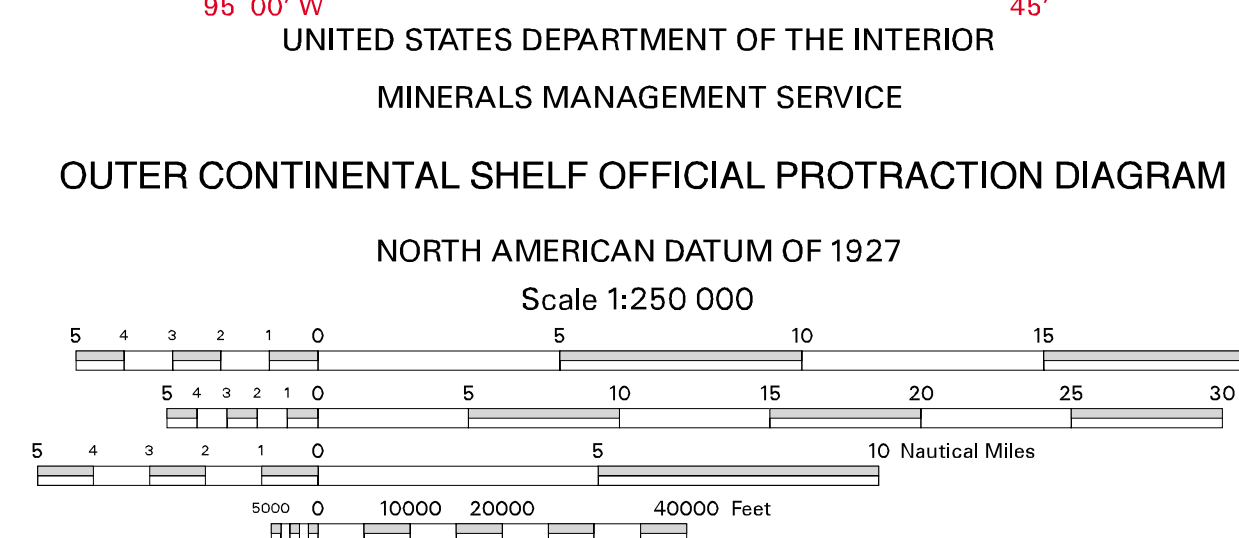 95 00' W 45'
UNITED STATES DEPARTMENT OF THE INTERIOR
MINERALS MANAGEMENT SERVICE
OUTER CONTINENTAL SHELF OFFICIAL PROTRACTION DIAGRAM
NORTH AMERICAN DATUM OF 1927
Scale 1:250 000
5 4 3 2 1 0 5 10 15
5 4 3 2 1 0 5 10 15 20 25 30
5 4 3 2 1 0 5 10 Nautical Miles
5000 0 10000 20000 40000 Feet